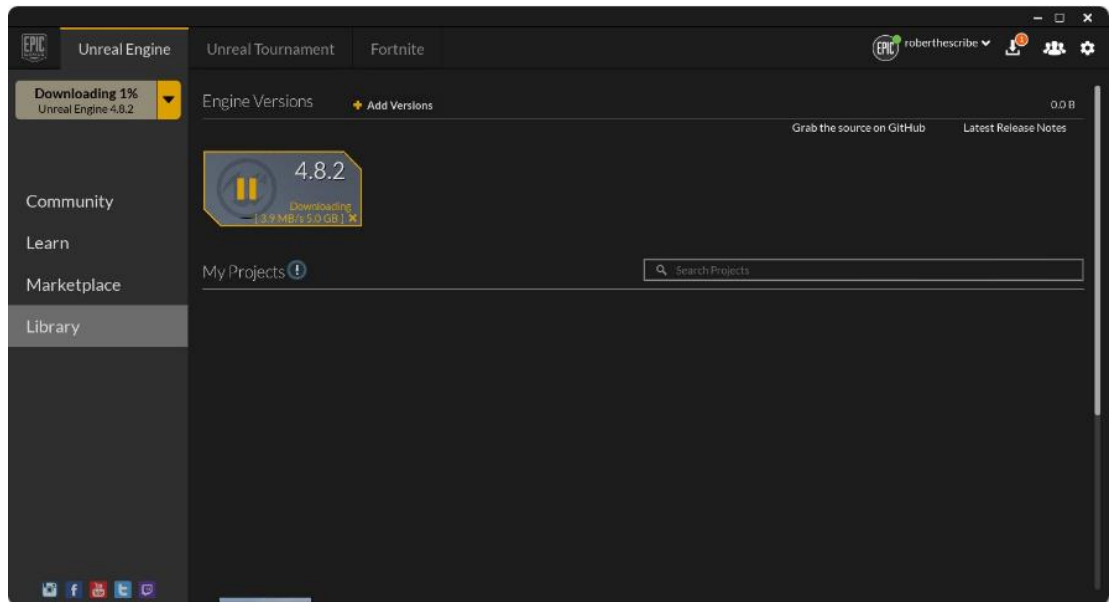 EPIC
Unreal Engine
Unreal Tournament
Fortnite
EPIC
roberthescribe
Downloading 1%
Unreal Engine 4.8.2
Engine Versions
+ Add Versions
0.0 B
Grab the source on GitHub
Latest Release Notes
4.8.2
Downloading
[ 3.9 MB/s 5.0 GB ]
Community
Learn
Marketplace
Library
My Projects
Search Projects